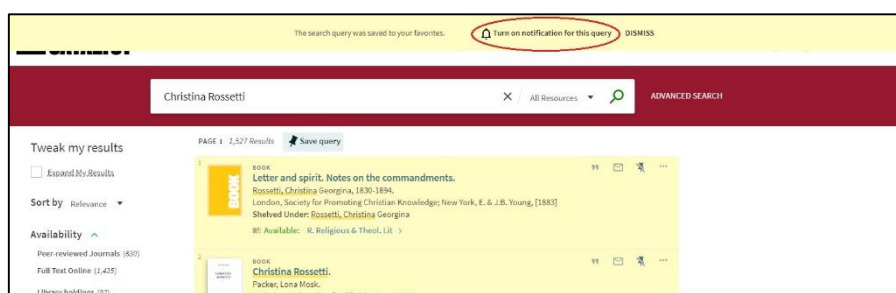 The search query was saved to your favorites. Turn on notification for this query DISMISS
Christina Rossetti All Resources ADVANCED SEARCH
Tweak my results
Expand My Results
Sort by Relevance
Availability
Peer-reviewed Journals (830)
Full Text Online (1,425)
Library holdings (92)
PAGE 1 1,527 Results Save query
1
BOOK
BOOK
Letter and spirit. Notes on the commandments.
Rossetti, Christina Georgina, 1830-1894.
London, Society for Promoting Christian Knowledge; New York, E. & J.B. Young, [1883]
Shelved Under: Rossetti, Christina Georgina
Available: R. Religious & Theol. Lit >
2
BOOK
Christina Rossetti.
Packer, Lona Mosk.